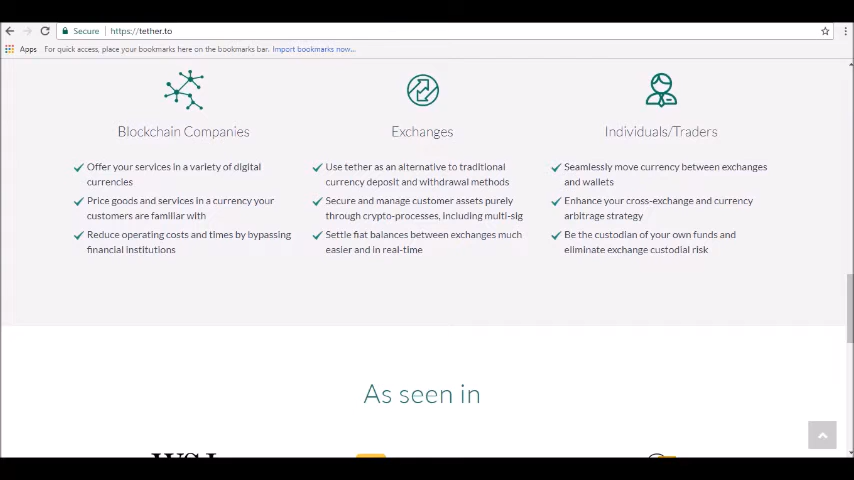 Secure https://tether.to
Apps For quick access, place your bookmarks here on the bookmarks bar. Import bookmarks now...
Blockchain Companies
Offer your services in a variety of digital
currencies
Price goods and services in a currency your
customers are familiar with
Reduce operating costs and times by bypassing
financial institutions
Exchanges
Use tether as an alternative to traditional
currency deposit and withdrawal methods
Secure and manage customer assets purely
through crypto-processes, including multi-sig
Settle fiat balances between exchanges much
easier and in real-time
Individuals/Traders
Seamlessly move currency between exchanges
and wallets
Enhance your cross-exchange and currency
arbitrage strategy
Be the custodian of your own funds and
eliminate exchange custodial risk
As seen in